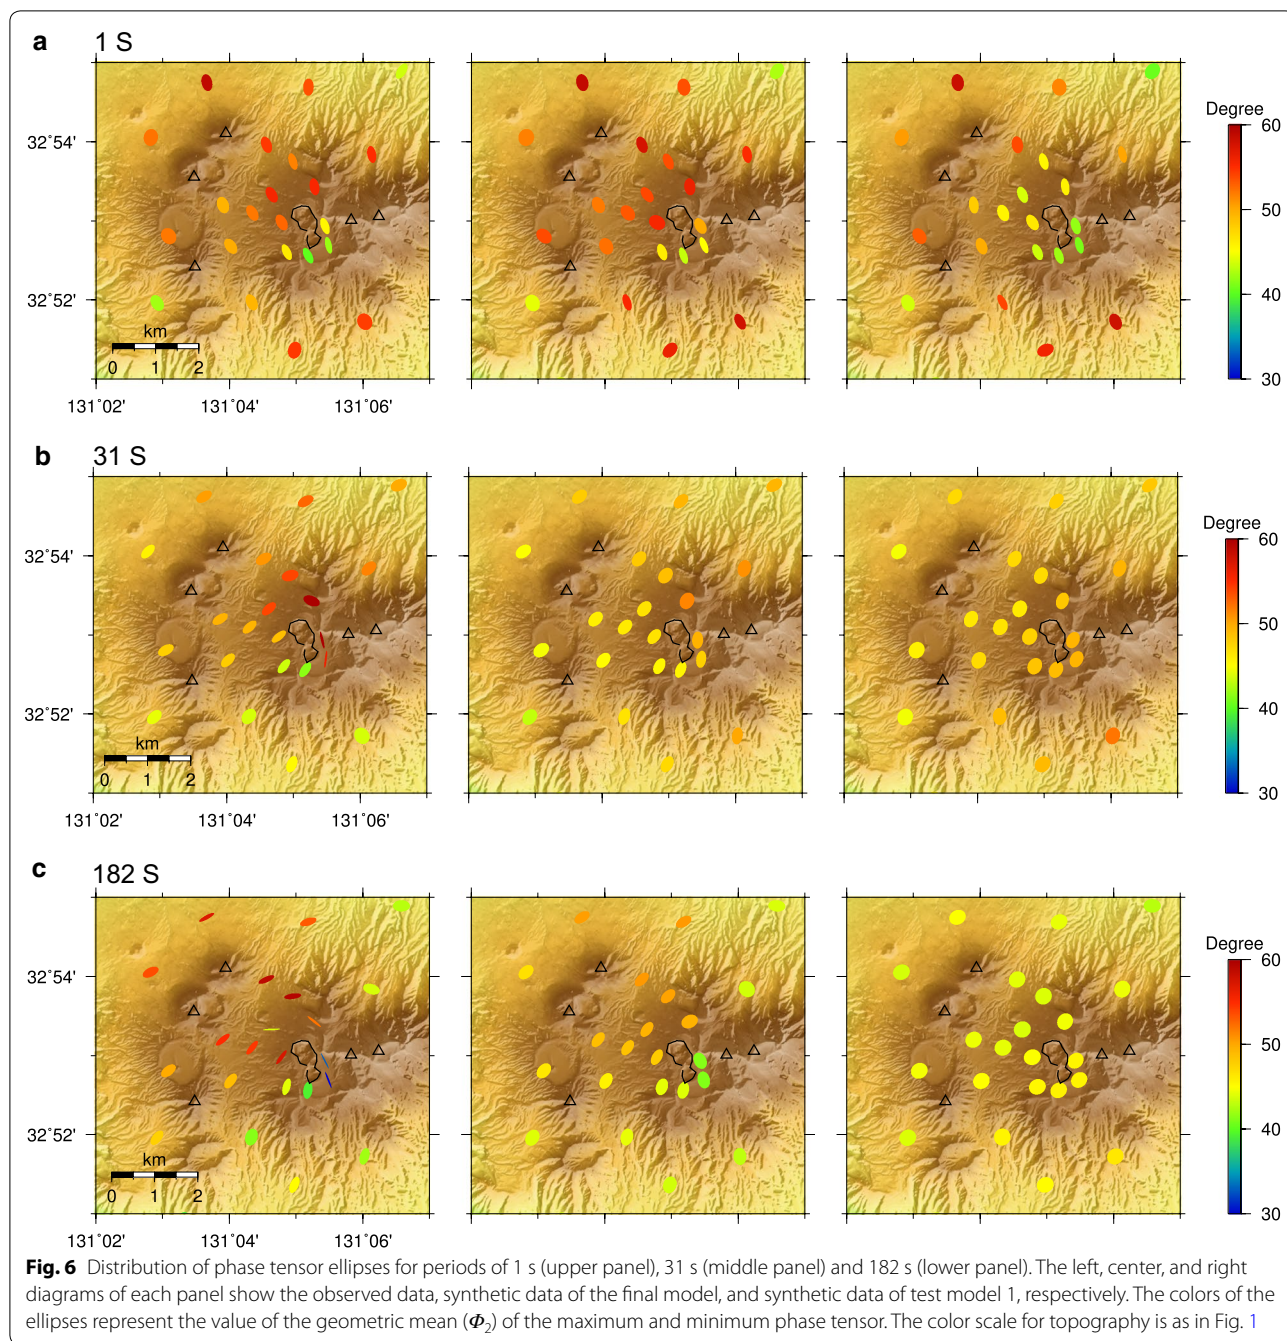 a 1 S
Degree
60
50
40
30
32°54'
32°52'
km
0 1 2
131°02' 131°04' 131°06'
b 31 S
Degree
60
50
40
30
32°54'
32°52'
km
0 1 2
131°02' 131°04' 131°06'
c 182 S
Degree
60
50
40
30
32°54'
32°52'
km
0 1 2
131°02' 131°04' 131°06'
Fig. 6 Distribution of phase tensor ellipses for periods of 1 s (upper panel), 31 s (middle panel) and 182 s (lower panel). The left, center, and right
diagrams of each panel show the observed data, synthetic data of the final model, and synthetic data of test model 1, respectively. The colors of the
ellipses represent the value of the geometric mean (Φ₂) of the maximum and minimum phase tensor. The color scale for topography is as in Fig. 1